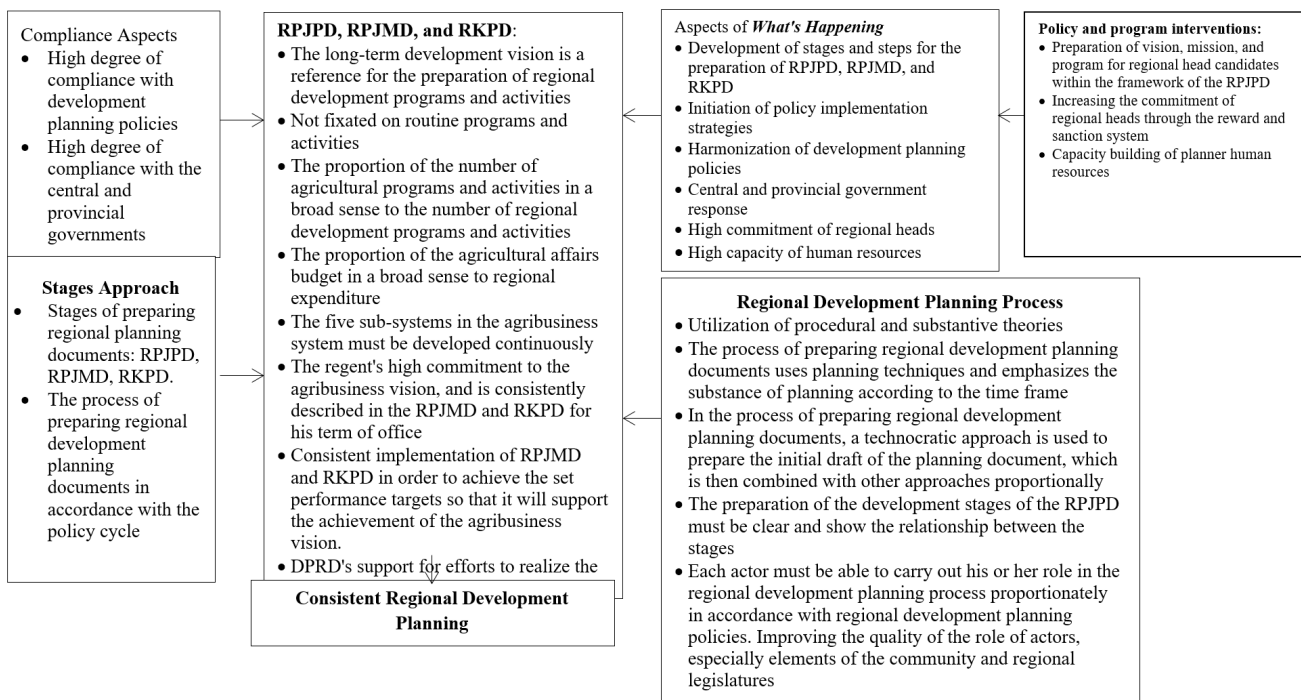 Compliance Aspects
• High degree of
compliance with
development
planning policies
• High degree of
compliance with the
central and
provincial
governments
Stages Approach
• Stages of preparing
regional planning
documents: RPJPD,
RPJMD, RKPD.
• The process of
preparing regional
development
planning
documents in
accordance with the
policy cycle
RPJPD, RPJMD, and RKPD:
• The long-term development vision is a
reference for the preparation of regional
development programs and activities
• Not fixated on routine programs and
activities
• The proportion of the number of
agricultural programs and activities in a
broad sense to the number of regional
development programs and activities
• The proportion of the agricultural affairs
budget in a broad sense to regional
expenditure
• The five sub-systems in the agribusiness
system must be developed continuously
• The regent's high commitment to the
agribusiness vision, and is consistently
described in the RPJMD and RKPD for
his term of office
• Consistent implementation of RPJMD
and RKPD in order to achieve the set
performance targets so that it will support
the achievement of the agribusiness
vision.
• DPRD's support for efforts to realize the
Consistent Regional Development
Planning
Aspects of What's Happening
• Development of stages and steps for the
preparation of RPJPD, RPJMD, and
RKPD
• Initiation of policy implementation
strategies
• Harmonization of development planning
policies
• Central and provincial government
response
• High commitment of regional heads
• High capacity of human resources
Policy and program interventions:
• Preparation of vision, mission, and
program for regional head candidates
within the framework of the RPJPD
• Increasing the commitment of
regional heads through the reward and
sanction system
• Capacity building of planner human
resources
Regional Development Planning Process
• Utilization of procedural and substantive theories
• The process of preparing regional development planning
documents uses planning techniques and emphasizes the
substance of planning according to the time frame
• In the process of preparing regional development
planning documents, a technocratic approach is used to
prepare the initial draft of the planning document, which
is then combined with other approaches proportionally
• The preparation of the development stages of the RPJPD
must be clear and show the relationship between the
stages
• Each actor must be able to carry out his or her role in the
regional development planning process proportionately
in accordance with regional development planning
policies. Improving the quality of the role of actors,
especially elements of the community and regional
legislatures